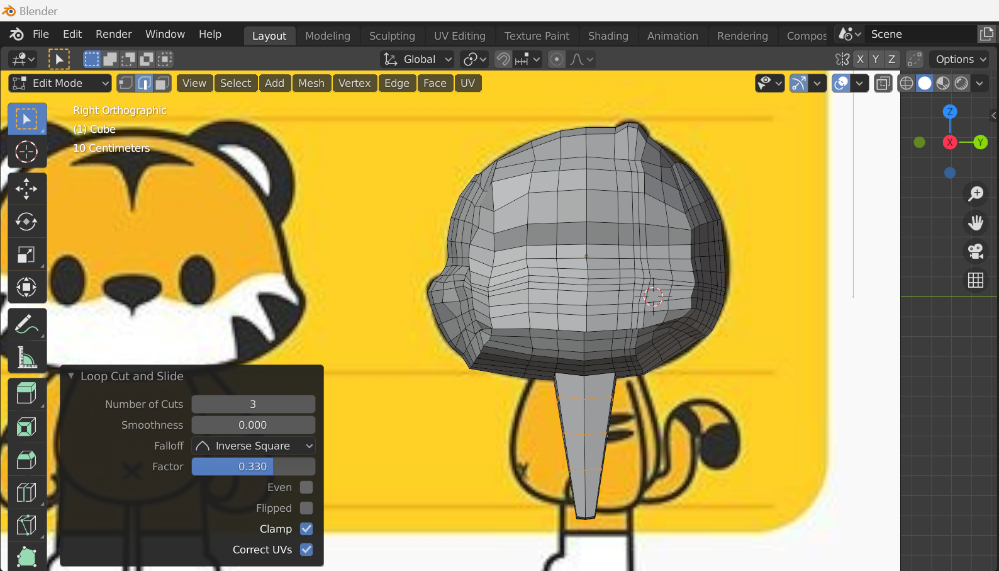 Blender
File Edit Render Window Help Layout Modeling Sculpting UV Editing Texture Paint Shading Animation Rendering Scene
Global X Y Z Options
Edit Mode View Select Add Mesh Vertex Edge Face UV
Right Orthographic
(1) Cube
10 Centimeters
Z
X Y
Loop Cut and Slide
Number of Cuts 3
Smoothness 0.000
Falloff Inverse Square
Factor 0.330
Even
Flipped
Clamp
Correct UVs